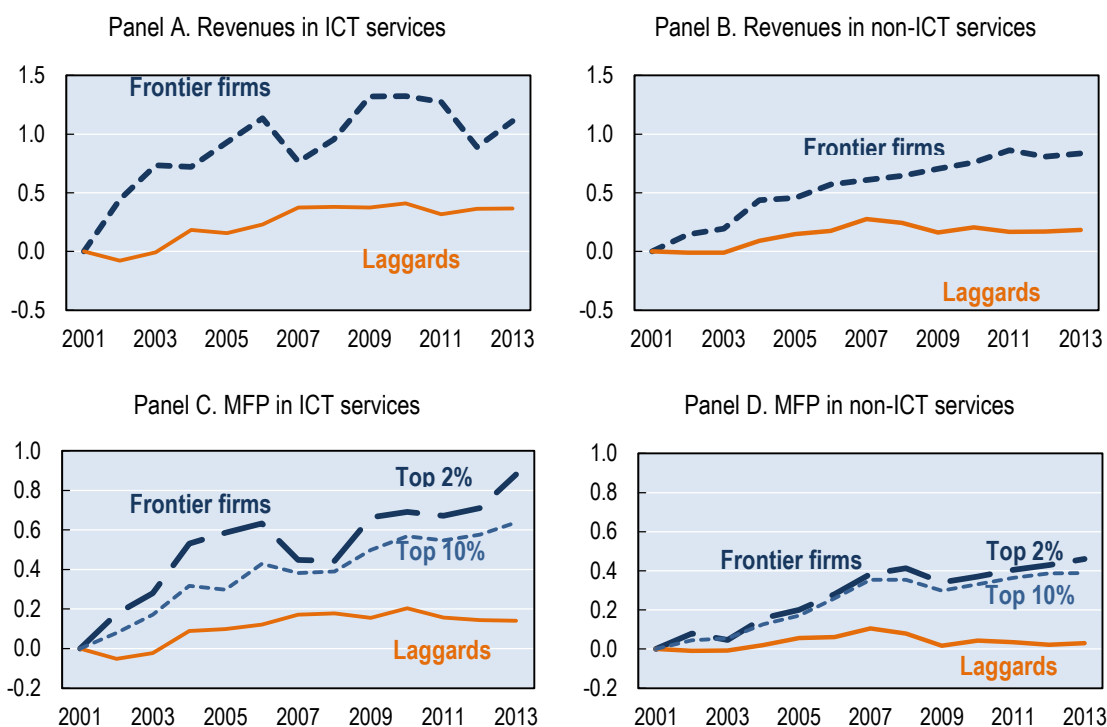 Panel A. Revenues in ICT services
1.5
1.0
0.5
0.0
-0.5
Frontier firms
Laggards
2001 2003 2005 2007 2009 2011 2013
Panel B. Revenues in non-ICT services
1.5
1.0
0.5
0.0
-0.5
Frontier firms
Laggards
2001 2003 2005 2007 2009 2011 2013
Panel C. MFP in ICT services
1.0
0.8
0.6
0.4
0.2
0.0
-0.2
Top 2%
Frontier firms
Top 10%
Laggards
2001 2003 2005 2007 2009 2011 2013
Panel D. MFP in non-ICT services
1.0
0.8
0.6
0.4
0.2
0.0
-0.2
Top 2%
Frontier firms
Top 10%
Laggards
2001 2003 2005 2007 2009 2011 2013